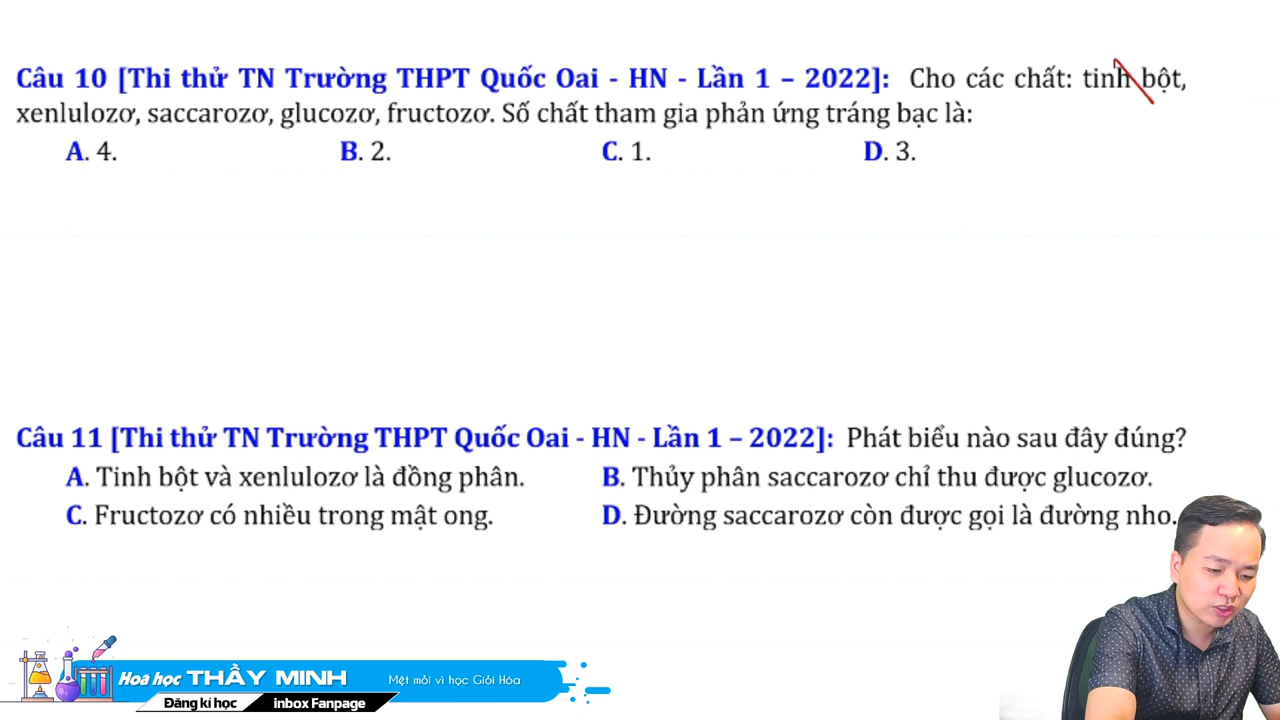 Câu 10 [Thi thử TN Trường THPT Quốc Oai - HN - Lần 1 – 2022]: Cho các chất: tinh bột,
xenlulozơ, saccarozơ, glucozơ, fructozơ. Số chất tham gia phản ứng tráng bạc là:
A. 4. B. 2. C. 1. D. 3.
Câu 11 [Thi thử TN Trường THPT Quốc Oai - HN - Lần 1 – 2022]: Phát biểu nào sau đây đúng?
A. Tinh bột và xenlulozơ là đồng phân. B. Thủy phân saccarozơ chỉ thu được glucozơ.
C. Fructozơ có nhiều trong mật ong. D. Đường saccarozơ còn được gọi là đường nho.
Hoá học THẦY MINH Mệt mỏi vì học Giỏi Hóa
Đăng kí học inbox Fanpage